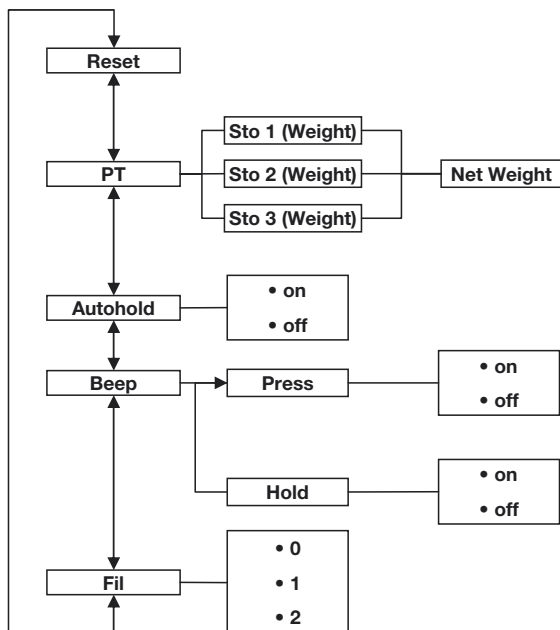 Reset
Sto 1 (Weight)
PT
Sto 2 (Weight)
Net Weight
Sto 3 (Weight)
Autohold
• on
• off
Beep
Press
• on
• off
Hold
• on
• off
Fil
• 0
• 1
• 2